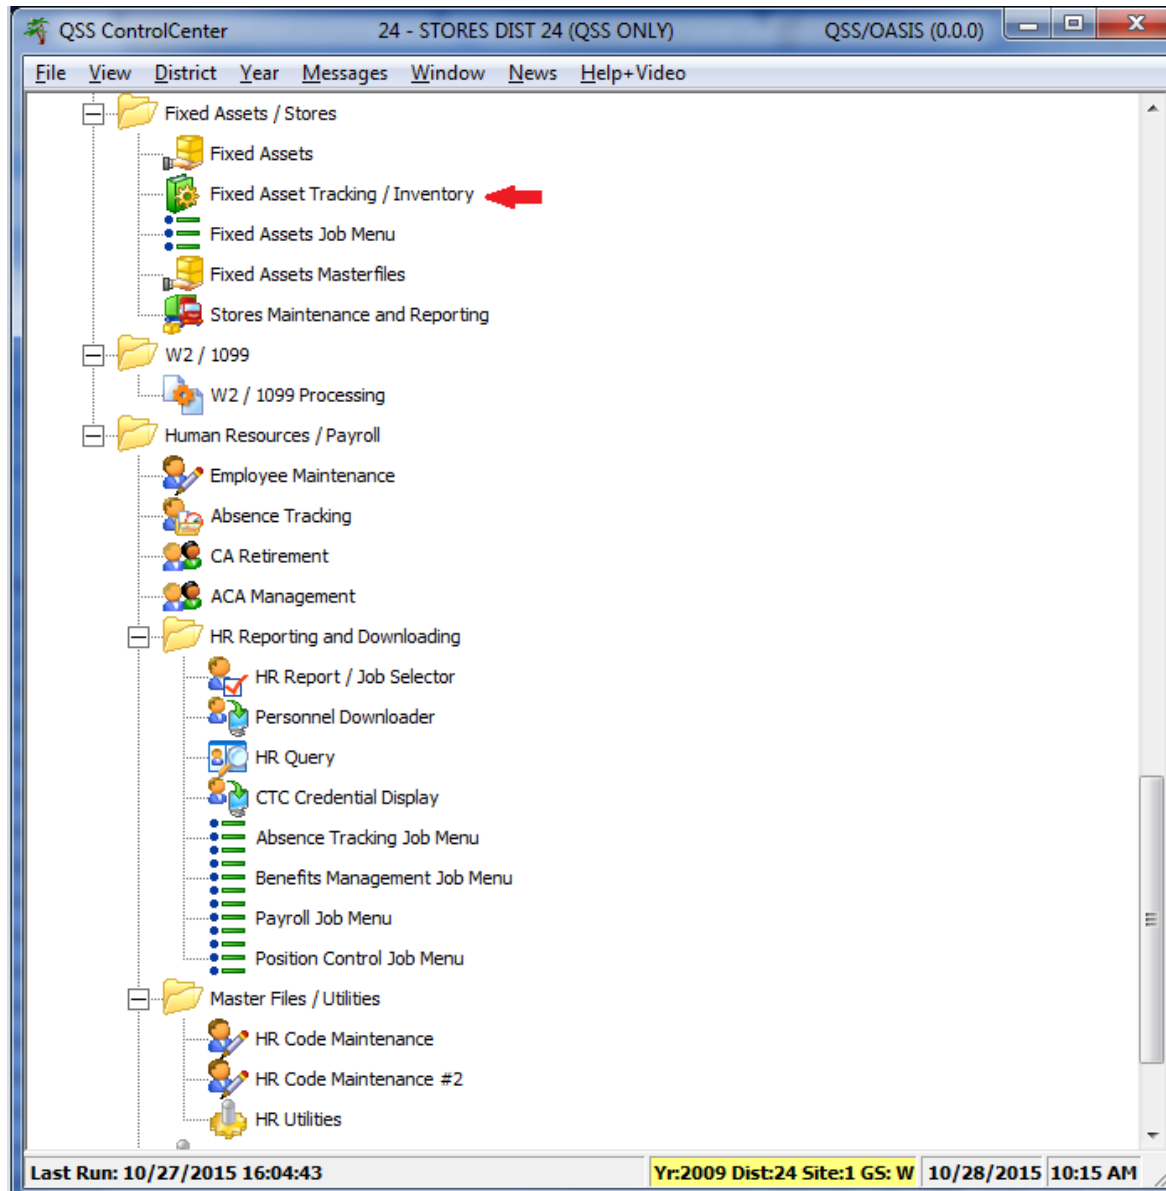 QSS ControlCenter 24 - STORES DIST 24 (QSS ONLY) QSS/OASIS (0.0.0)
File View District Year Messages Window News Help+Video
Fixed Assets / Stores
Fixed Assets
Fixed Asset Tracking / Inventory
Fixed Assets Job Menu
Fixed Assets Masterfiles
Stores Maintenance and Reporting
W2 / 1099
W2 / 1099 Processing
Human Resources / Payroll
Employee Maintenance
Absence Tracking
CA Retirement
ACA Management
HR Reporting and Downloading
HR Report / Job Selector
Personnel Downloader
HR Query
CTC Credential Display
Absence Tracking Job Menu
Benefits Management Job Menu
Payroll Job Menu
Position Control Job Menu
Master Files / Utilities
HR Code Maintenance
HR Code Maintenance #2
HR Utilities
Last Run: 10/27/2015 16:04:43 Yr:2009 Dist:24 Site:1 GS: W 10/28/2015 10:15 AM